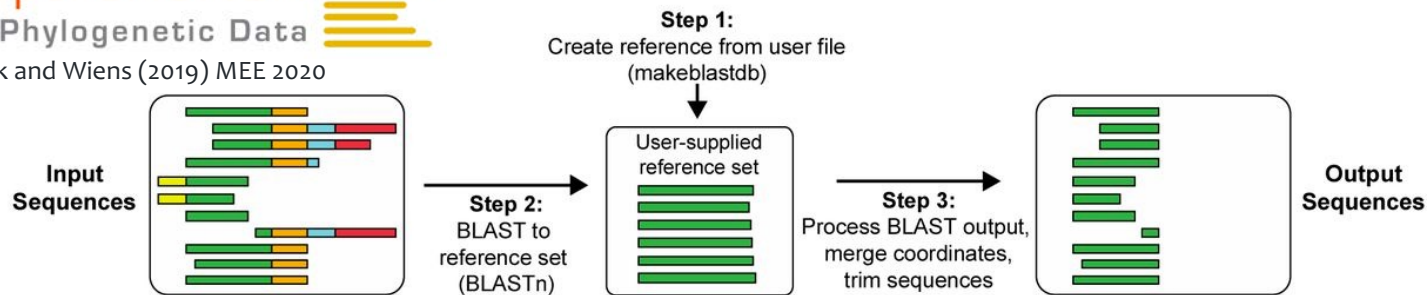 Phylogenetic Data
and Wiens (2019) MEE 2020
Step 1:
Create reference from user file
(makeblastdb)
Input
Sequences
Step 2:
BLAST to
reference set
(BLASTn)
User-supplied
reference set
Step 3:
Process BLAST output,
merge coordinates,
trim sequences
Output
Sequences